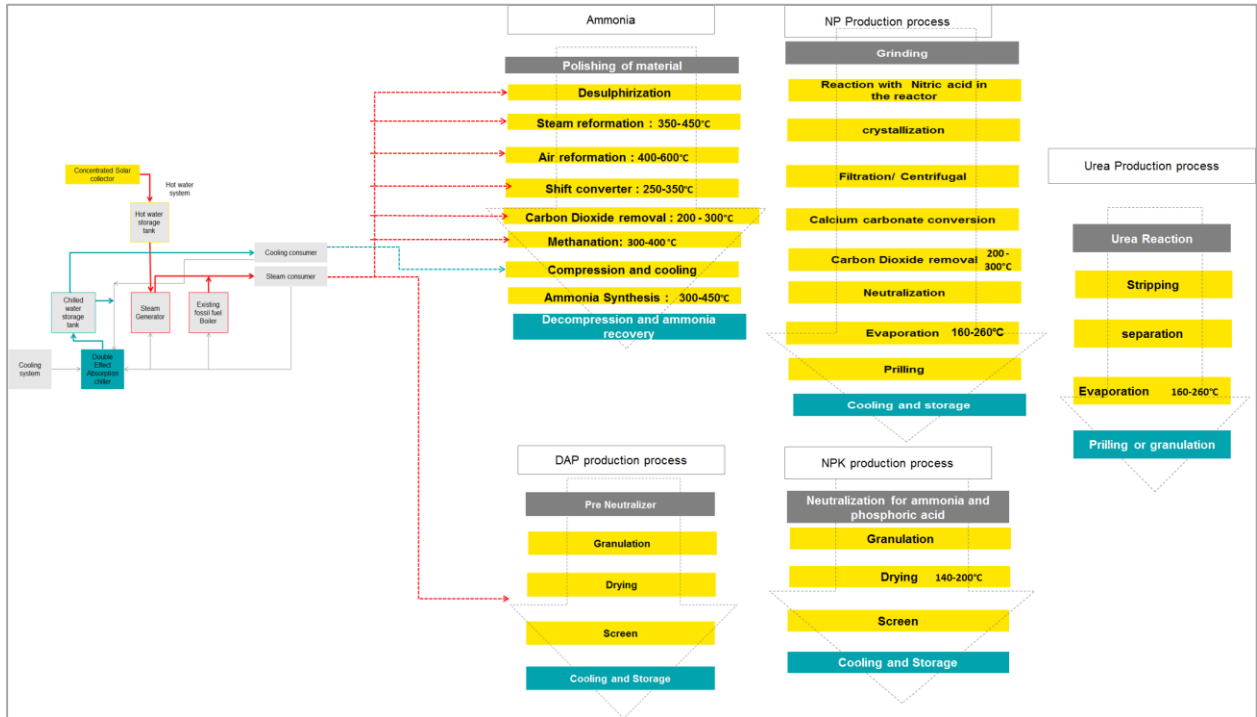 Concentrated Solar
collector
Hot water
system
Hot water
storage
tank
Cooling consumer
Steam consumer
Chilled
water
storage
tank
Steam
Generator
Existing
fossil fuel
Boiler
Cooling
system
Double
Effect
Absorption
chiller
Ammonia
Polishing of material
Desulphirization
Steam reformation : 350-450°C
Air reformation : 400-600°C
Shift converter : 250-350°C
Carbon Dioxide removal : 200 - 300°C
Methanation: 300-400 °C
Compression and cooling
Ammonia Synthesis : 300-450°C
Decompression and ammonia
recovery
NP Production process
Grinding
Reaction with Nitric acid in
the reactor
crystallization
Filtration/ Centrifugal
Calcium carbonate conversion
Carbon Dioxide removal 200 -
300°C
Neutralization
Evaporation 160-260°C
Prilling
Cooling and storage
Urea Production process
Urea Reaction
Stripping
separation
Evaporation 160-260°C
Prilling or granulation
DAP production process
Pre Neutralizer
Granulation
Drying
Screen
Cooling and Storage
NPK production process
Neutralization for ammonia and
phosphoric acid
Granulation
Drying 140-200°C
Screen
Cooling and Storage